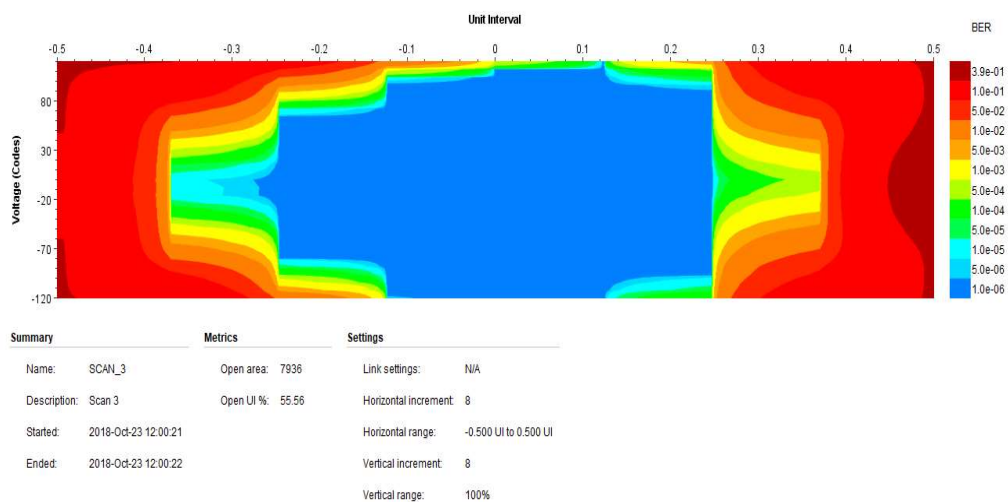 Unit Interval
BER
-0.5 -0.4 -0.3 -0.2 -0.1 0 0.1 0.2 0.3 0.4 0.5
Voltage (Codes)
80
30
-20
-70
-120
3.9e-01
1.0e-01
5.0e-02
1.0e-02
5.0e-03
1.0e-03
5.0e-04
1.0e-04
5.0e-05
1.0e-05
5.0e-06
1.0e-06
Summary
Name: SCAN_3
Description: Scan 3
Started: 2018-Oct-23 12:00:21
Ended: 2018-Oct-23 12:00:22
Metrics
Open area: 7936
Open UI %: 55.56
Settings
Link settings: N/A
Horizontal increment: 8
Horizontal range: -0.500 UI to 0.500 UI
Vertical increment: 8
Vertical range: 100%